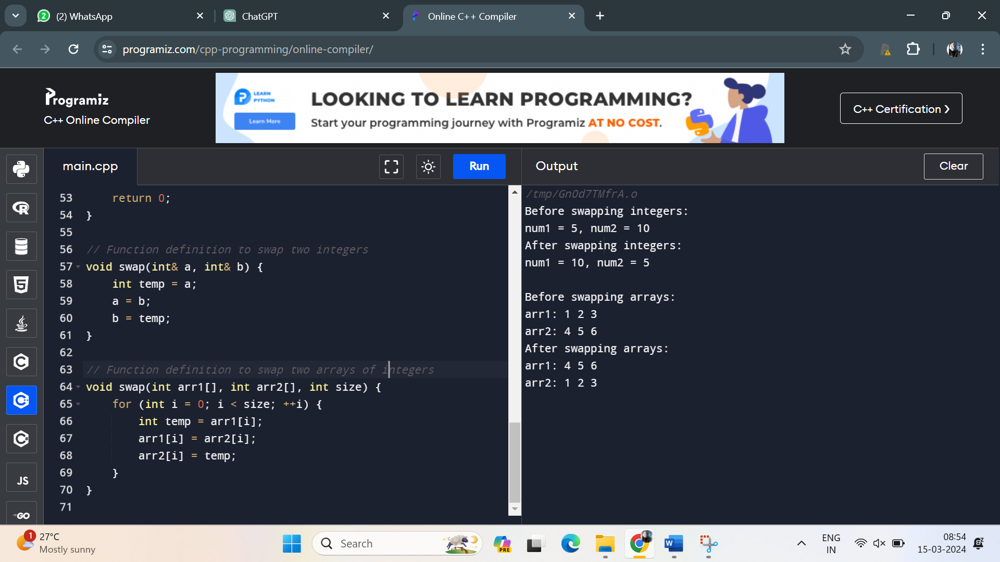 (2) WhatsApp
ChatGPT
Online C++ Compiler
programiz.com/cpp-programming/online-compiler/
Programiz
C++ Online Compiler
LEARN
PYTHON
Learn More
LOOKING TO LEARN PROGRAMMING?
Start your programming journey with Programiz AT NO COST.
C++ Certification ❯
main.cpp
Run
Output
Clear
53     return 0;
54 }
55
56 // Function definition to swap two integers
57 void swap(int& a, int& b) {
58     int temp = a;
59     a = b;
60     b = temp;
61 }
62
63 // Function definition to swap two arrays of integers
64 void swap(int arr1[], int arr2[], int size) {
65     for (int i = 0; i < size; ++i) {
66         int temp = arr1[i];
67         arr1[i] = arr2[i];
68         arr2[i] = temp;
69     }
70 }
71
/tmp/GnOd7TMfrA.o
Before swapping integers:
num1 = 5, num2 = 10
After swapping integers:
num1 = 10, num2 = 5
Before swapping arrays:
arr1: 1 2 3
arr2: 4 5 6
After swapping arrays:
arr1: 4 5 6
arr2: 1 2 3
JS
GO
1
27°C
Mostly sunny
Search
PRE
W
ENG
IN
08:54
15-03-2024